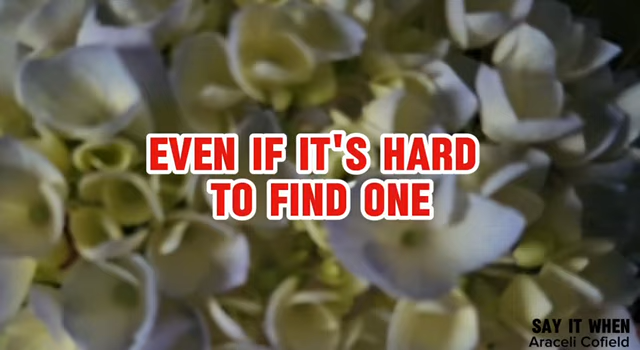 EVEN IF IT'S HARD
TO FIND ONE
SAY IT WHEN
Araceli Cofield